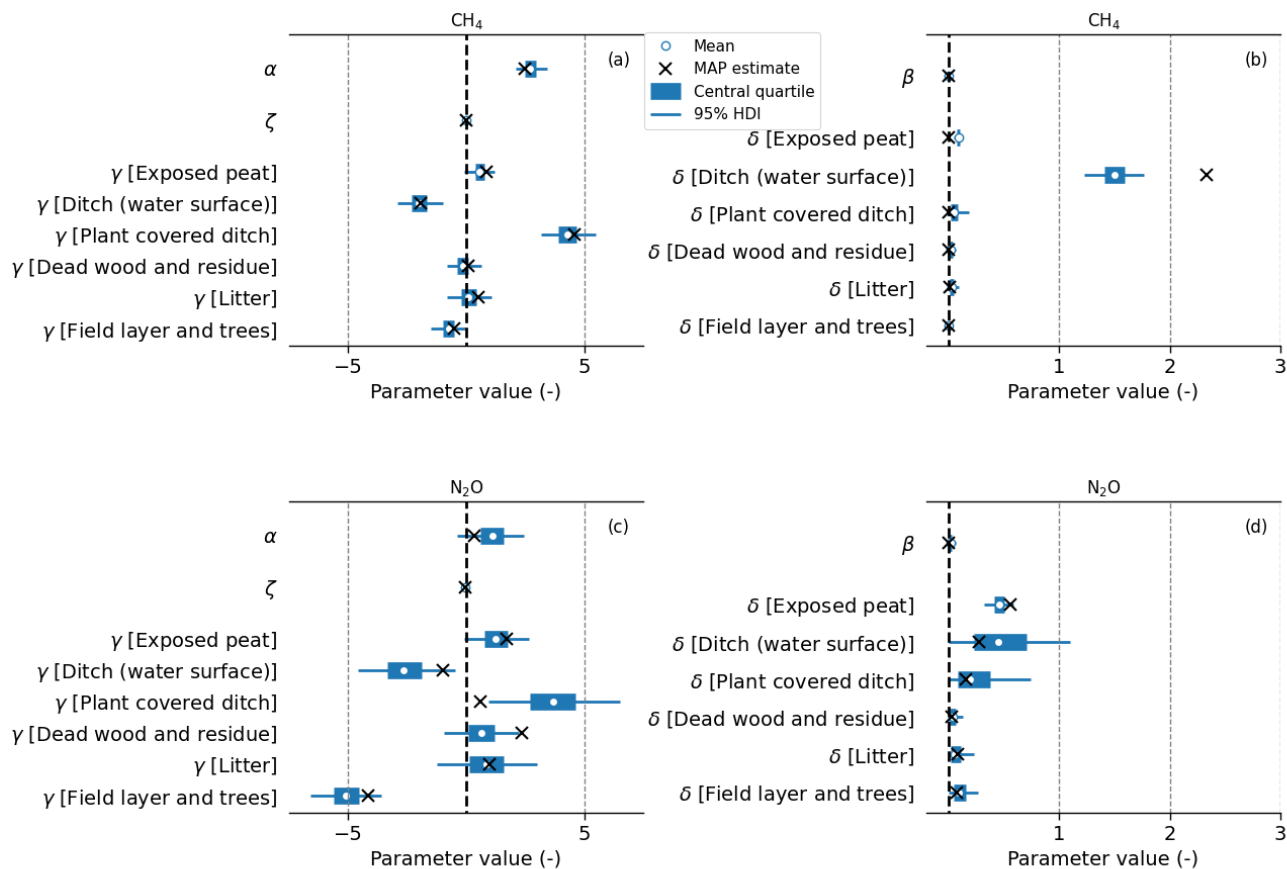 CH₄
(a)
α
ζ
γ [Exposed peat]
γ [Ditch (water surface)]
γ [Plant covered ditch]
γ [Dead wood and residue]
γ [Litter]
γ [Field layer and trees]
−5
5
Parameter value (-)
Mean
MAP estimate
Central quartile
95% HDI
CH₄
(b)
β
δ [Exposed peat]
δ [Ditch (water surface)]
δ [Plant covered ditch]
δ [Dead wood and residue]
δ [Litter]
δ [Field layer and trees]
1
2
3
Parameter value (-)
N₂O
(c)
α
ζ
γ [Exposed peat]
γ [Ditch (water surface)]
γ [Plant covered ditch]
γ [Dead wood and residue]
γ [Litter]
γ [Field layer and trees]
−5
5
Parameter value (-)
N₂O
(d)
β
δ [Exposed peat]
δ [Ditch (water surface)]
δ [Plant covered ditch]
δ [Dead wood and residue]
δ [Litter]
δ [Field layer and trees]
1
2
3
Parameter value (-)